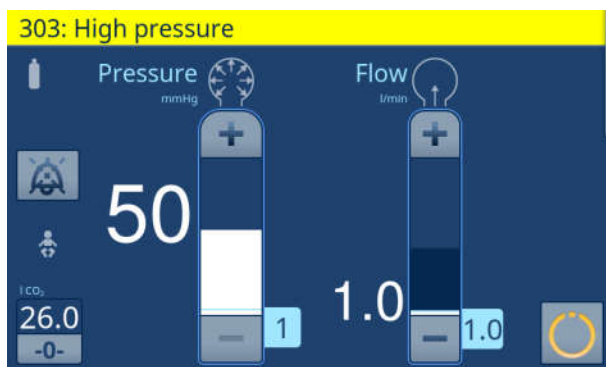 303: High pressure
Pressure
mmHg
Flow
l/min
+
+
50
1.0
I CO₂
26.0
-0-
−
1
−
1.0